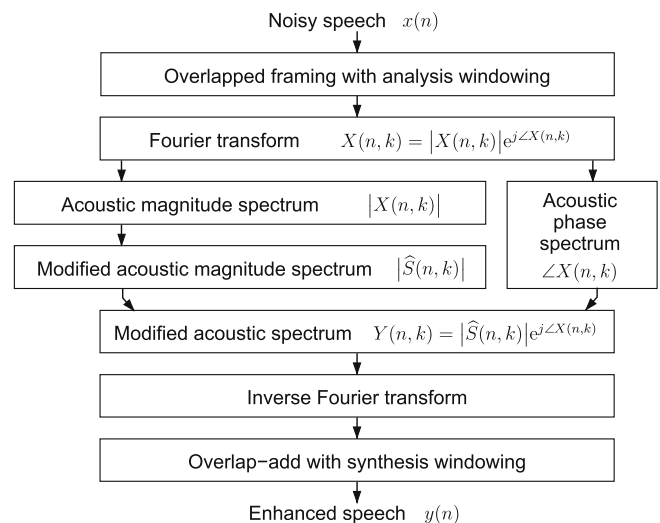 Noisy speech x(n)
Overlapped framing with analysis windowing
Fourier transform X(n, k) = |X(n, k)|e^{j∠X(n,k)}
Acoustic magnitude spectrum |X(n, k)|
Modified acoustic magnitude spectrum |Ŝ(n, k)|
Acoustic
phase
spectrum
∠X(n, k)
Modified acoustic spectrum Y(n, k) = |Ŝ(n, k)|e^{j∠X(n,k)}
Inverse Fourier transform
Overlap−add with synthesis windowing
Enhanced speech y(n)